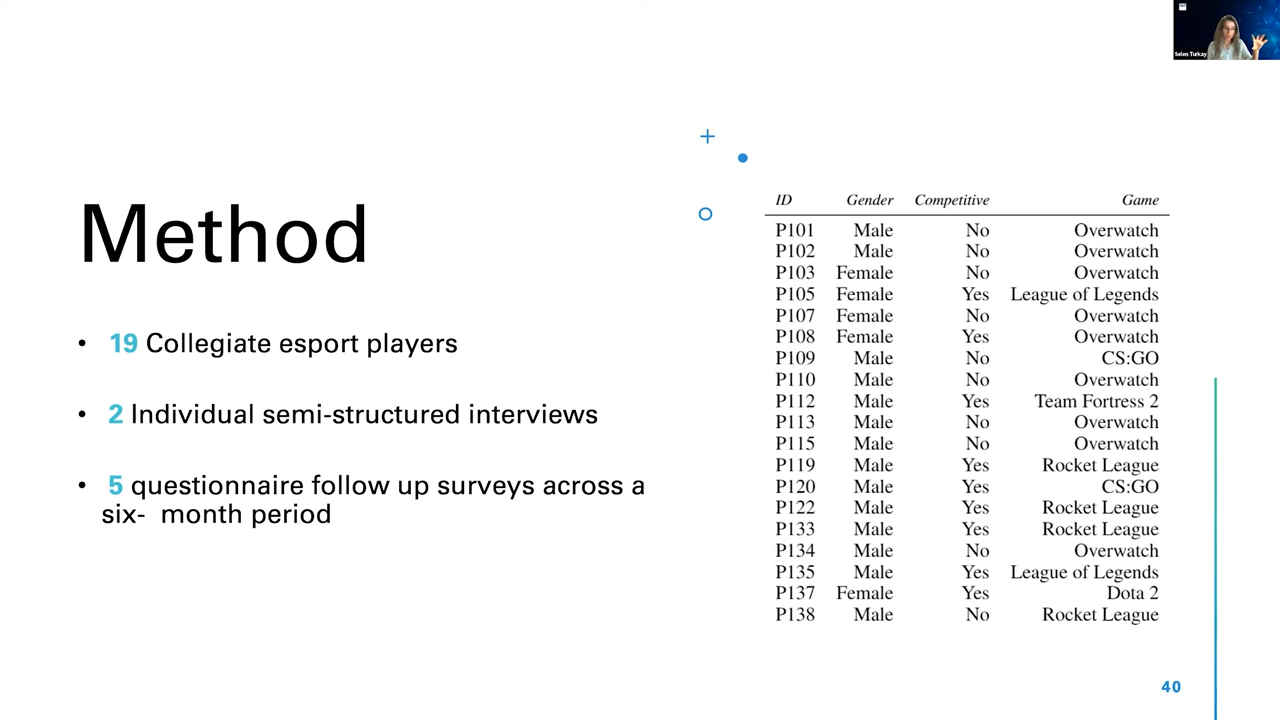 Selen Turkay
Method
• 19 Collegiate esport players
• 2 Individual semi-structured interviews
• 5 questionnaire follow up surveys across a
six- month period
ID Gender Competitive Game
P101 Male No Overwatch
P102 Male No Overwatch
P103 Female No Overwatch
P105 Female Yes League of Legends
P107 Female No Overwatch
P108 Female Yes Overwatch
P109 Male No CS:GO
P110 Male No Overwatch
P112 Male Yes Team Fortress 2
P113 Male No Overwatch
P115 Male No Overwatch
P119 Male Yes Rocket League
P120 Male Yes CS:GO
P122 Male Yes Rocket League
P133 Male Yes Rocket League
P134 Male No Overwatch
P135 Male Yes League of Legends
P137 Female Yes Dota 2
P138 Male No Rocket League
40